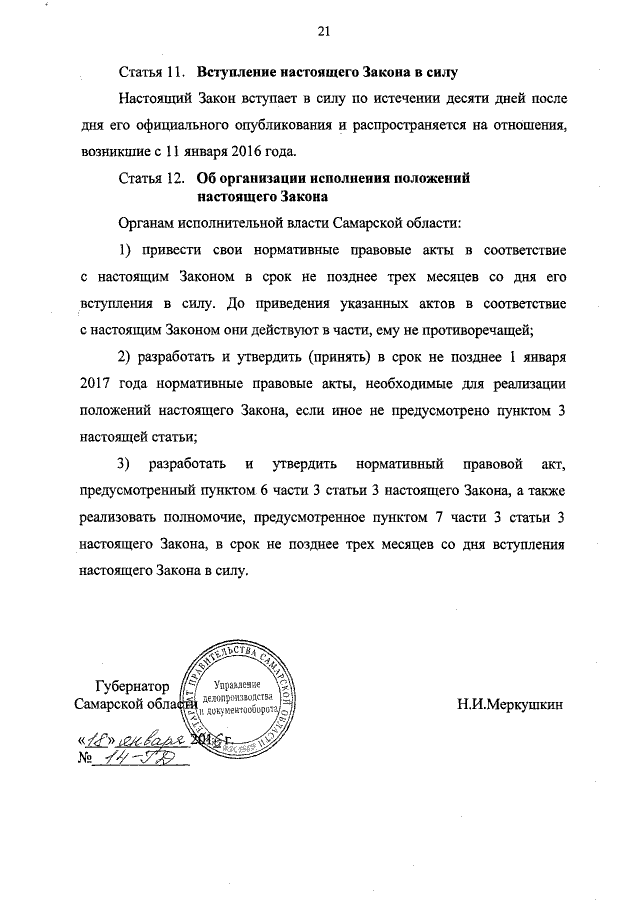 21
Статья 11. Вступление настоящего Закона в силу
Настоящий Закон вступает в силу по истечении десяти дней после
дня его официального опубликования и распространяется на отношения,
возникшие с 11 января 2016 года.
Статья 12. Об организации исполнения положений
настоящего Закона
Органам исполнительной власти Самарской области:
1) привести свои нормативные правовые акты в соответствие
с настоящим Законом в срок не позднее трех месяцев со дня его
вступления в силу. До приведения указанных актов в соответствие
с настоящим Законом они действуют в части, ему не противоречащей;
2) разработать и утвердить (принять) в срок не позднее 1 января
2017 года нормативные правовые акты, необходимые для реализации
положений настоящего Закона, если иное не предусмотрено пунктом 3
настоящей статьи;
3) разработать и утвердить нормативный правовой акт,
предусмотренный пунктом 6 части 3 статьи 3 настоящего Закона, а также
реализовать полномочие, предусмотренное пунктом 7 части 3 статьи 3
настоящего Закона, в срок не позднее трех месяцев со дня вступления
настоящего Закона в силу.
Губернатор
Самарской области
Н.И.Меркушкин
ПРАВИТЕЛЬСТВА САМАРСКОЙ ОБЛАСТИ
Управление
делопроизводства
и документооборота
«18» января 2016 г.
№ 14-ГД